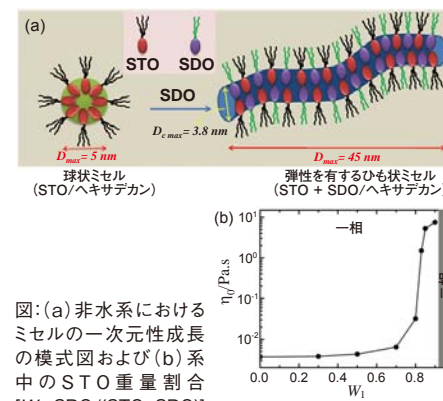 (a)
STO
SDO
SDO
D_max= 5 nm
D_c max= 3.8 nm
D_max= 45 nm
球状ミセル
(STO/ヘキサデカン)
弾性を有するひも状ミセル
(STO + SDO/ヘキサデカン)
(b)
一相
10¹
10⁰
10⁻²
η₀/Pa.s
0.0 0.2 0.4 0.6 0.8
W₁
図:(a)非水系における
ミセルの一次元性成長
の模式図および(b)系
中のSTO重量割合